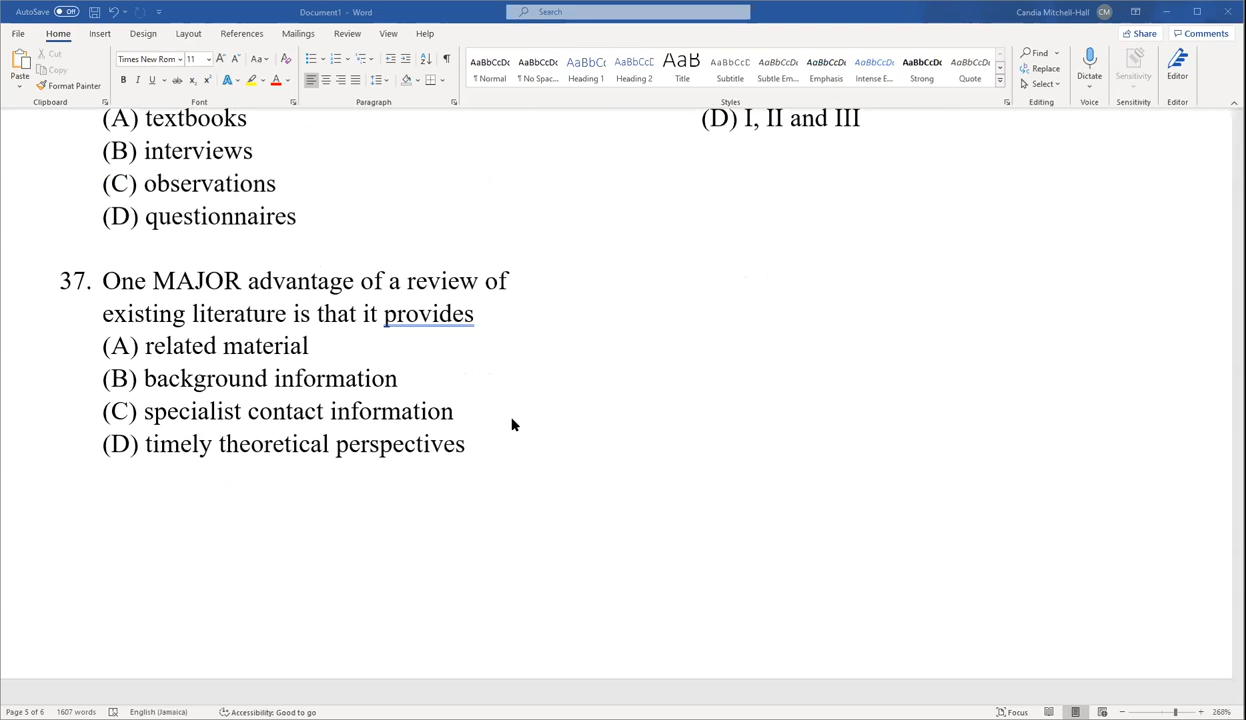 AutoSave Off
Document1 - Word
Search
Candia Mitchell-Hall CM
File Home Insert Design Layout References Mailings Review View Help
Share Comments
Paste
Cut
Copy
Format Painter
Times New Rom 11
Aa
AaBbCcDc AaBbCcDc AaBbCc AaBbCcD AaB AaBbCcD AaBbCcDc AaBbCcDc AaBbCcDc AaBbCcDc AaBbCcDc
¶ Normal ¶ No Spac... Heading 1 Heading 2 Title Subtitle Subtle Em... Emphasis Intense E... Strong Quote
Find
Replace
Select
Dictate
Sensitivity
Editor
Clipboard Font Paragraph Styles Editing Voice Sensitivity Editor
(A) textbooks
(B) interviews
(C) observations
(D) questionnaires
(D) I, II and III
37. One MAJOR advantage of a review of
existing literature is that it provides
(A) related material
(B) background information
(C) specialist contact information
(D) timely theoretical perspectives
Page 5 of 6 1607 words English (Jamaica) Accessibility: Good to go Focus 268%